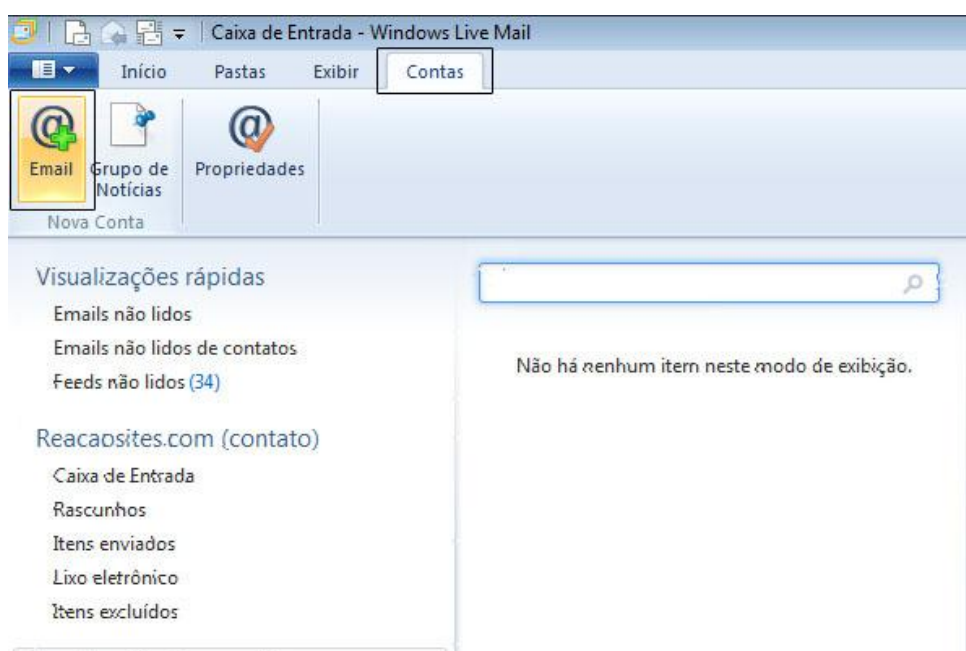 Caixa de Entrada - Windows Live Mail
Início Pastas Exibir Contas
Email
Grupo de
Notícias
Propriedades
Nova Conta
Visualizações rápidas
Emails não lidos
Emails não lidos de contatos
Feeds não lidos (34)
Não há nenhum item neste modo de exibição.
Reacaosites.com (contato)
Caixa de Entrada
Rascunhos
Itens enviados
Lixo eletrônico
Itens excluídos